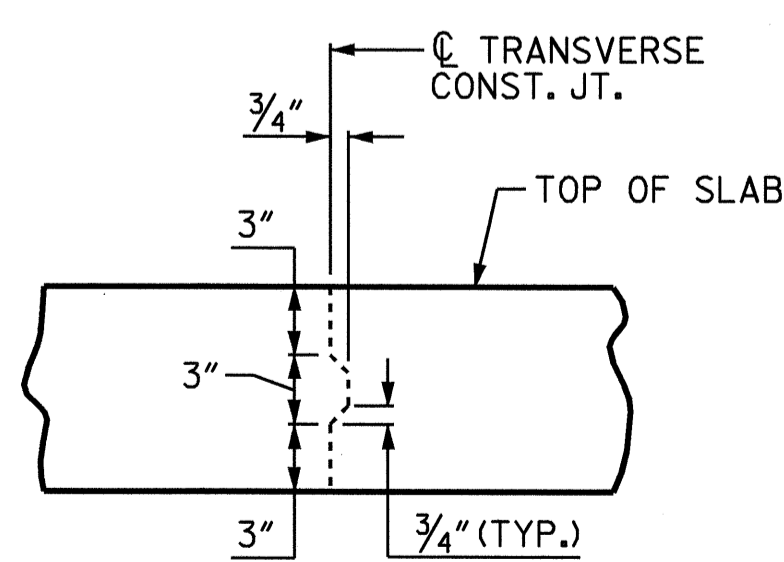 ℄ TRANSVERSE
CONST. JT.
3/4"
TOP OF SLAB
3"
3"
3"
3/4" (TYP.)